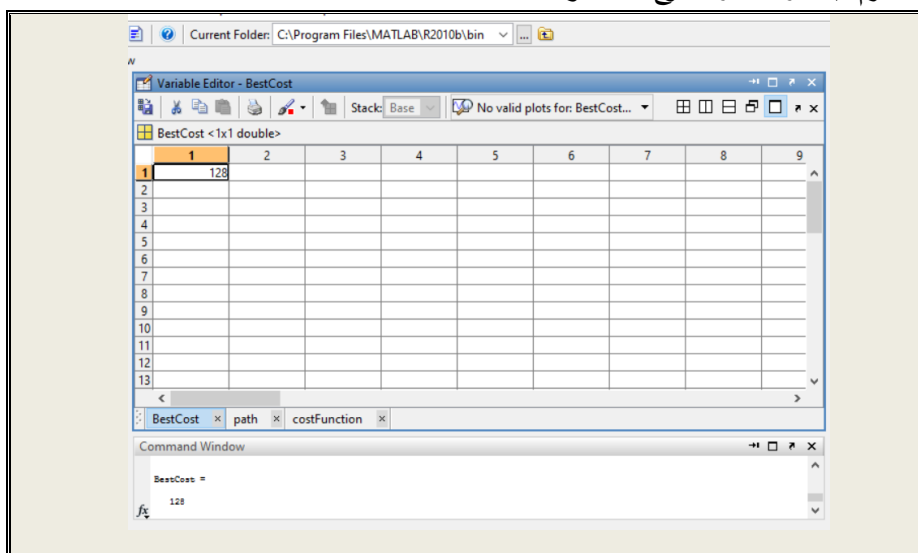 Current Folder: C:\Program Files\MATLAB\R2010b\bin
Variable Editor - BestCost
Stack: Base No valid plots for: BestCost...
BestCost <1x1 double>
1 2 3 4 5 6 7 8 9
1 128
2
3
4
5
6
7
8
9
10
11
12
13
BestCost path costFunction
Command Window
BestCost =
128
fx